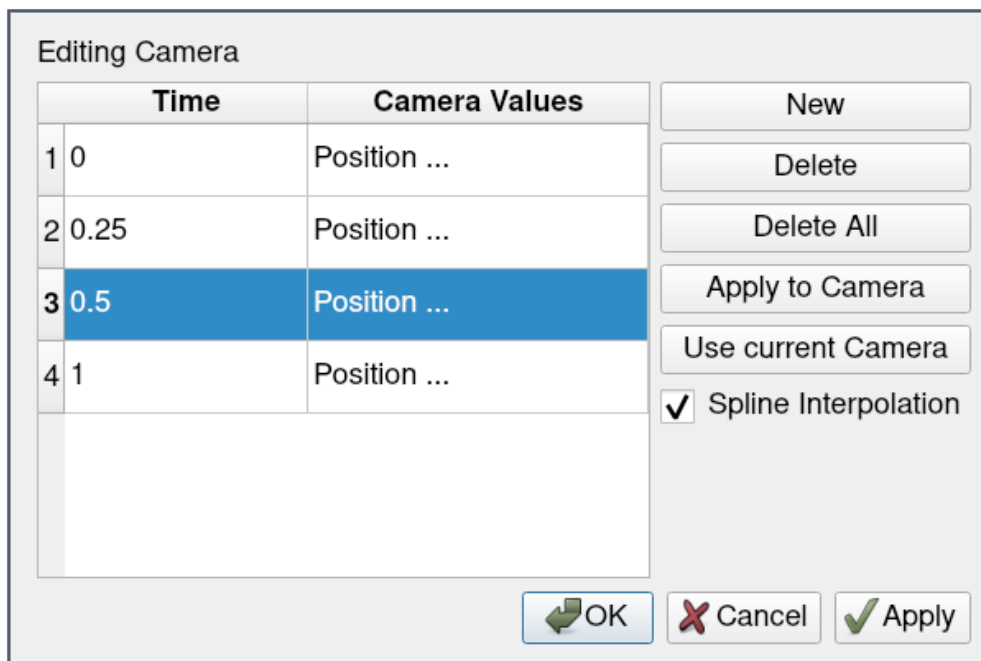 Editing Camera
Time Camera Values
1 0 Position ...
2 0.25 Position ...
3 0.5 Position ...
4 1 Position ...
New
Delete
Delete All
Apply to Camera
Use current Camera
Spline Interpolation
OK Cancel Apply